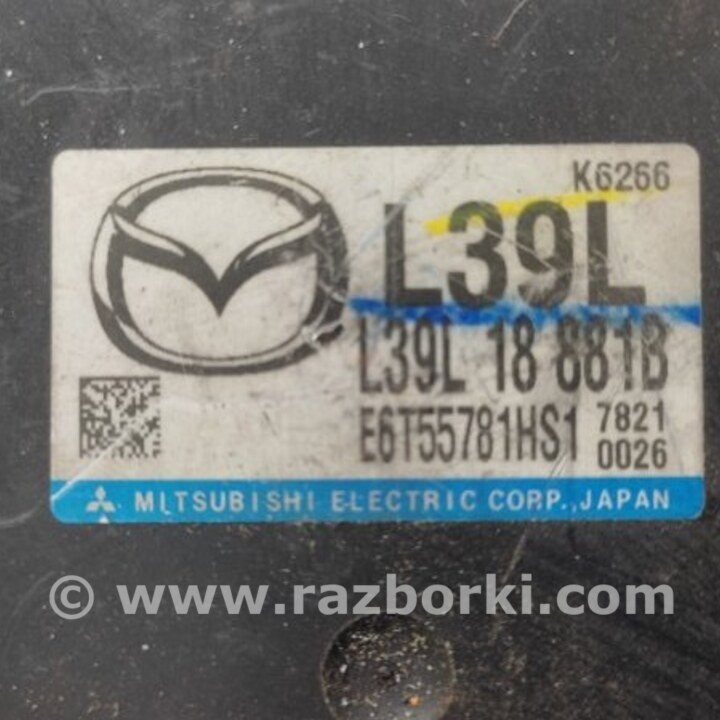 K6266
L39L
L39L 18 881B
E6T55781HS1 7821
0026
MITSUBISHI ELECTRIC CORP., JAPAN
© www.razborki.com